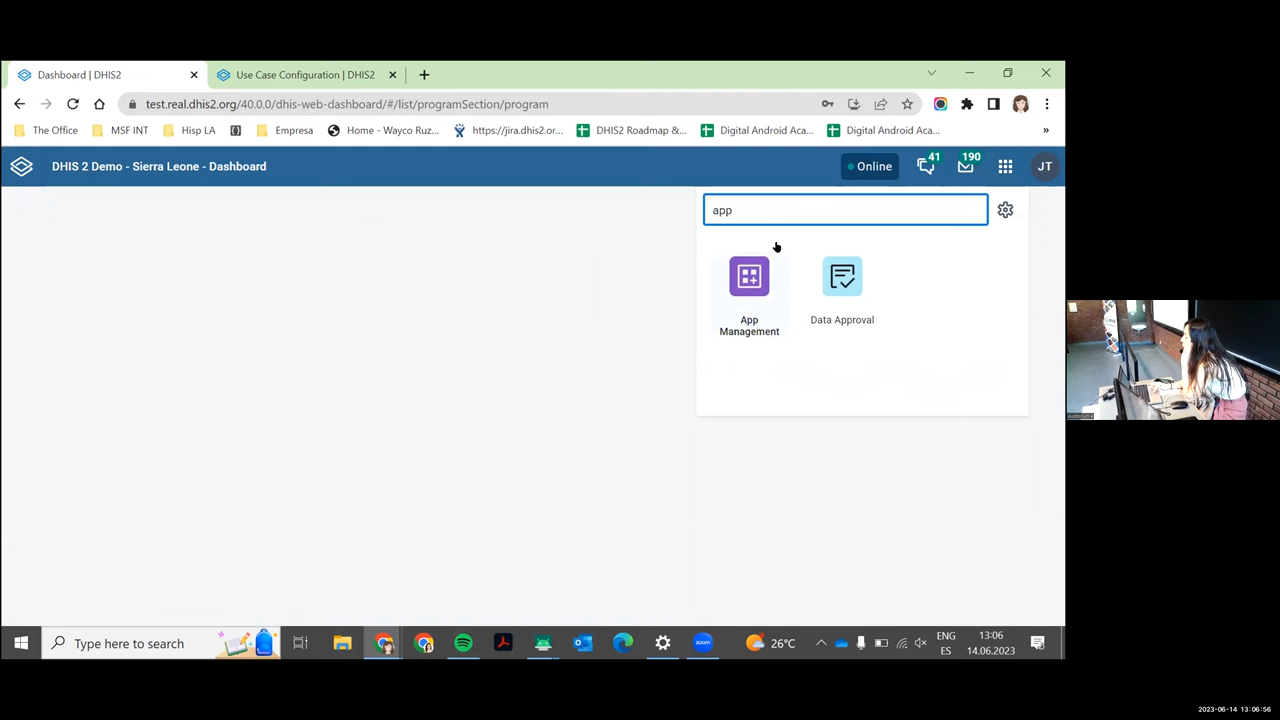 Dashboard | DHIS2
Use Case Configuration | DHIS2
test.real.dhis2.org/40.0.0/dhis-web-dashboard/#/list/programSection/program
The Office
MSF INT
Hisp LA
Empresa
Home - Wayco Ruz...
https://jira.dhis2.or...
DHIS2 Roadmap &...
Digital Android Aca...
Digital Android Aca...
»
DHIS 2 Demo - Sierra Leone - Dashboard
Online
41
190
JT
app
App
Management
Data Approval
Type here to search
zoom
26°C
ENG
ES
13:06
14.06.2023
2023-06-14 13:06:56